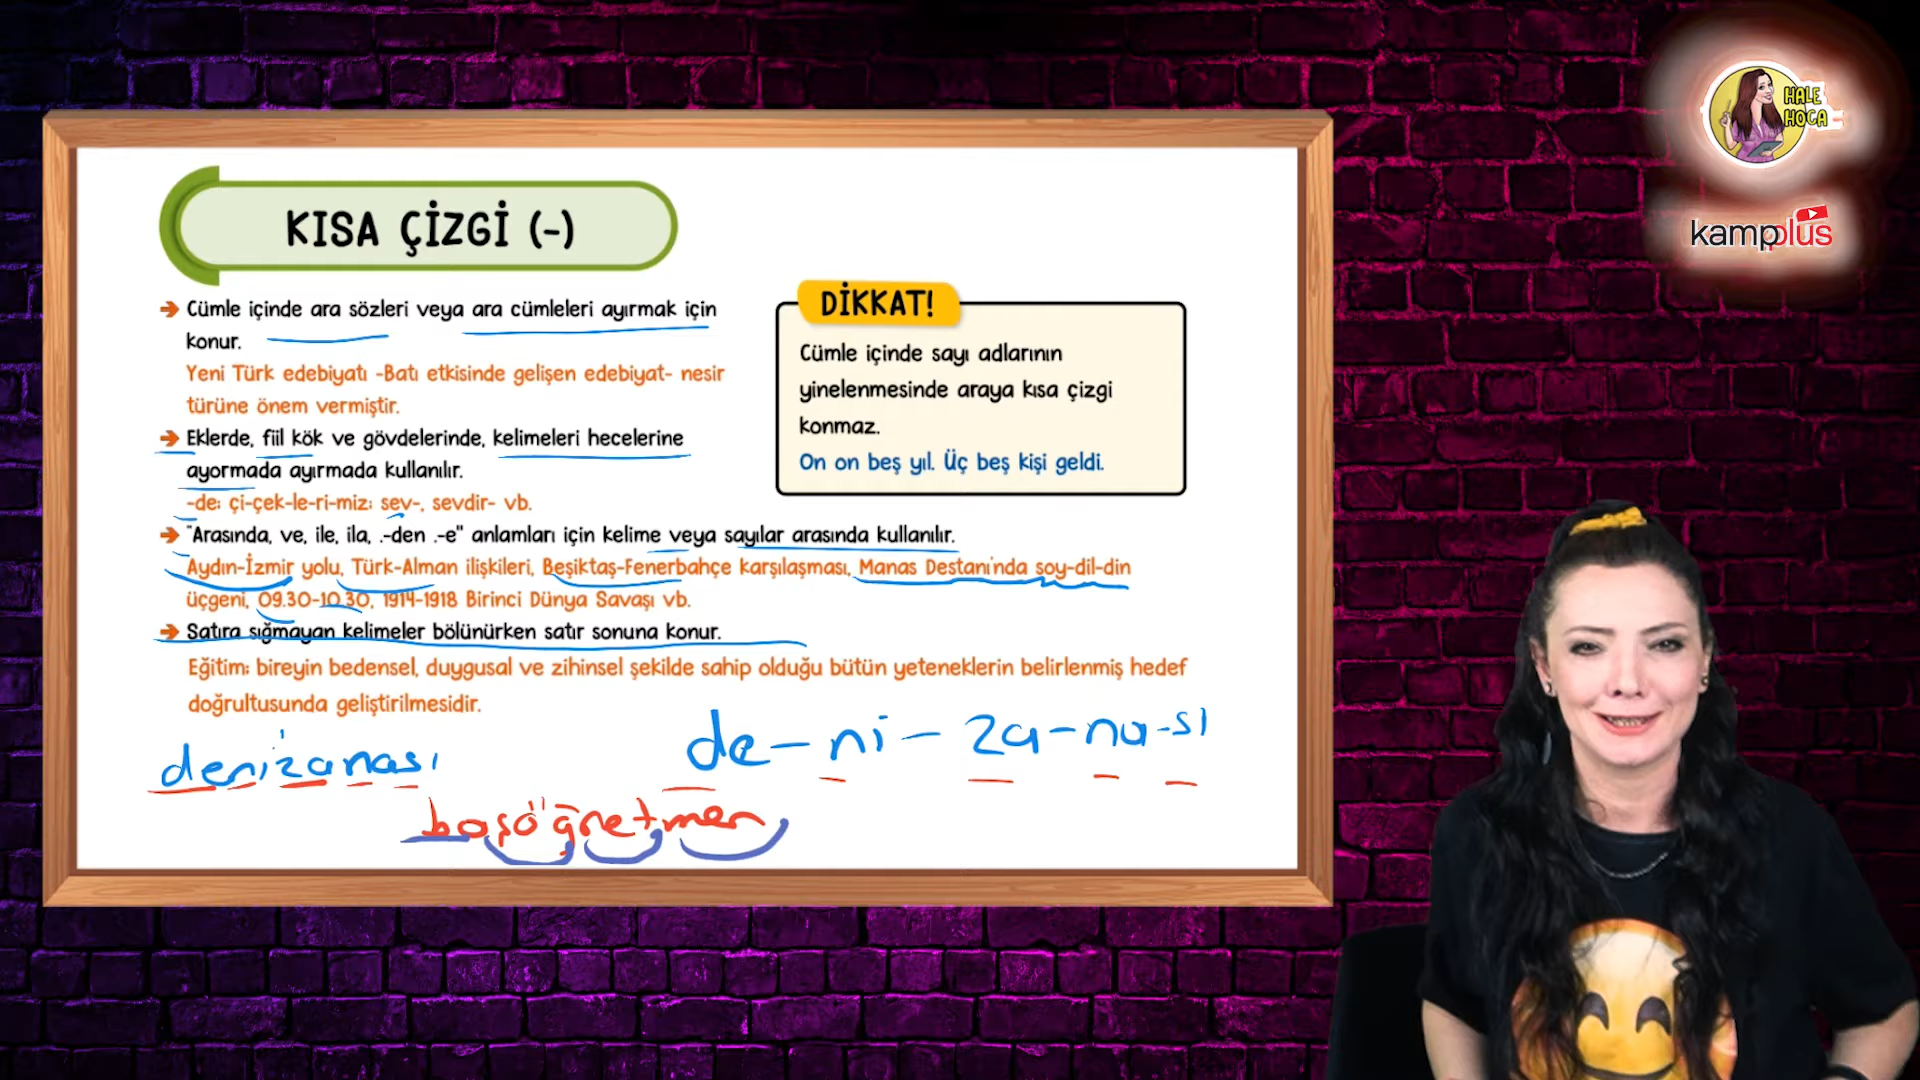 HALE
HOCA
kampplus
KISA ÇİZGİ (-)
Cümle içinde ara sözleri veya ara cümleleri ayırmak için
konur.
Yeni Türk edebiyatı -Batı etkisinde gelişen edebiyat- nesir
türüne önem vermiştir.
Eklerde, fiil kök ve gövdelerinde, kelimeleri hecelerine
ayormada ayırmada kullanılır.
-de; çi-çek-le-ri-miz; sev-, sevdir- vb.
"Arasında, ve, ile, ila, .-den .-e" anlamları için kelime veya sayılar arasında kullanılır.
Aydın-İzmir yolu, Türk-Alman ilişkileri, Beşiktaş-Fenerbahçe karşılaşması, Manas Destanı'nda soy-dil-din
üçgeni, 09.30-10.30, 1914-1918 Birinci Dünya Savaşı vb.
Satıra sığmayan kelimeler bölünürken satır sonuna konur.
Eğitim; bireyin bedensel, duygusal ve zihinsel şekilde sahip olduğu bütün yeteneklerin belirlenmiş hedef
doğrultusunda geliştirilmesidir.
DİKKAT!
Cümle içinde sayı adlarının
yinelenmesinde araya kısa çizgi
konmaz.
On on beş yıl. Üç beş kişi geldi.
denizanası
de-ni-za-na-sı
başöğretmen